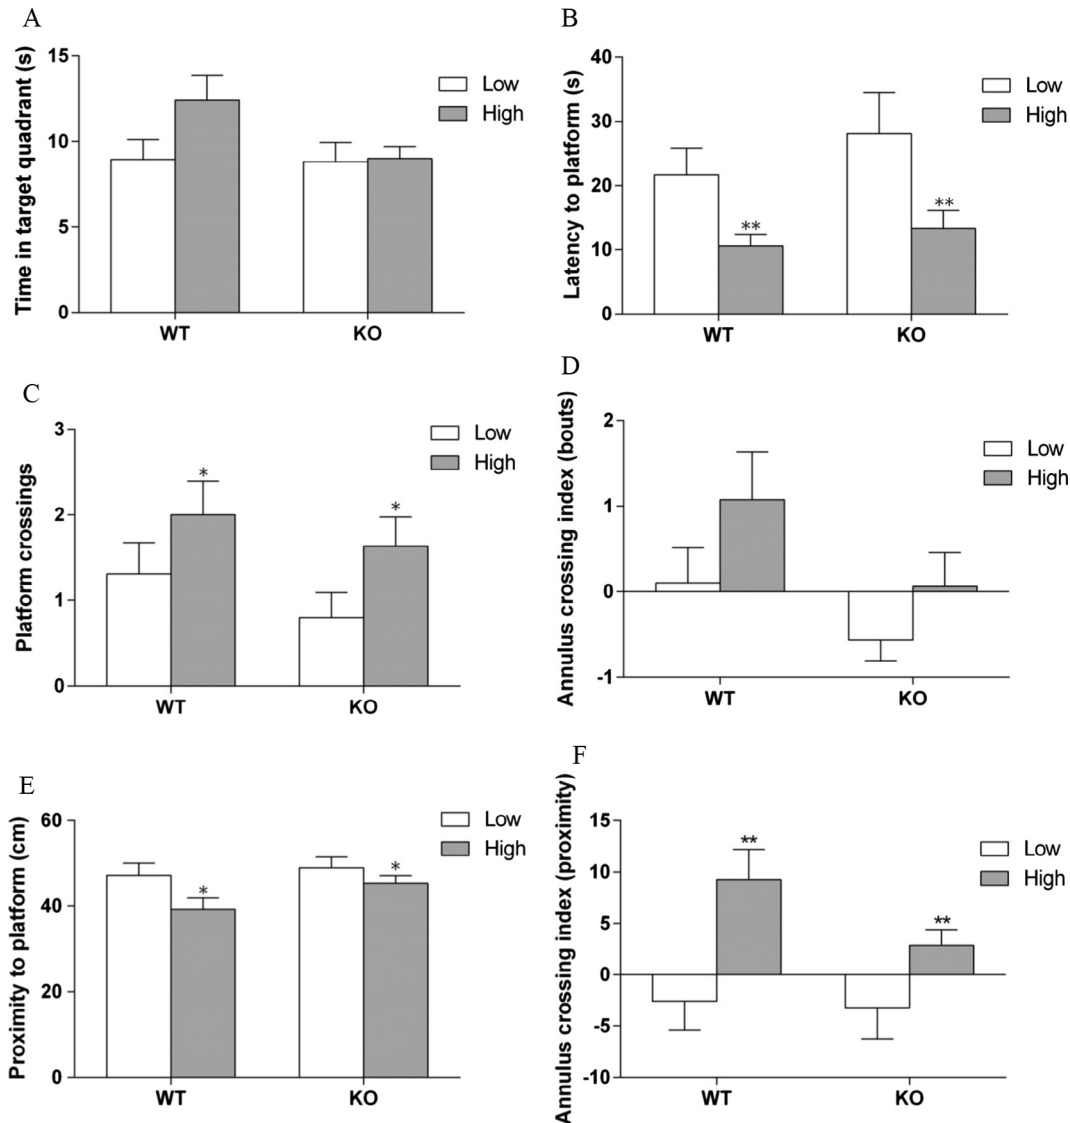 A
Time in target quadrant (s)
15
10
5
0
WT
KO
Low
High
B
Latency to platform (s)
40
30
20
10
0
**
**
WT
KO
Low
High
C
Platform crossings
3
2
1
0
*
*
WT
KO
Low
High
D
Annulus crossing index (bouts)
2
1
0
-1
WT
KO
Low
High
E
Proximity to platform (cm)
60
40
20
0
*
*
WT
KO
Low
High
F
Annulus crossing index (proximity)
15
10
5
0
-5
-10
**
**
WT
KO
Low
High